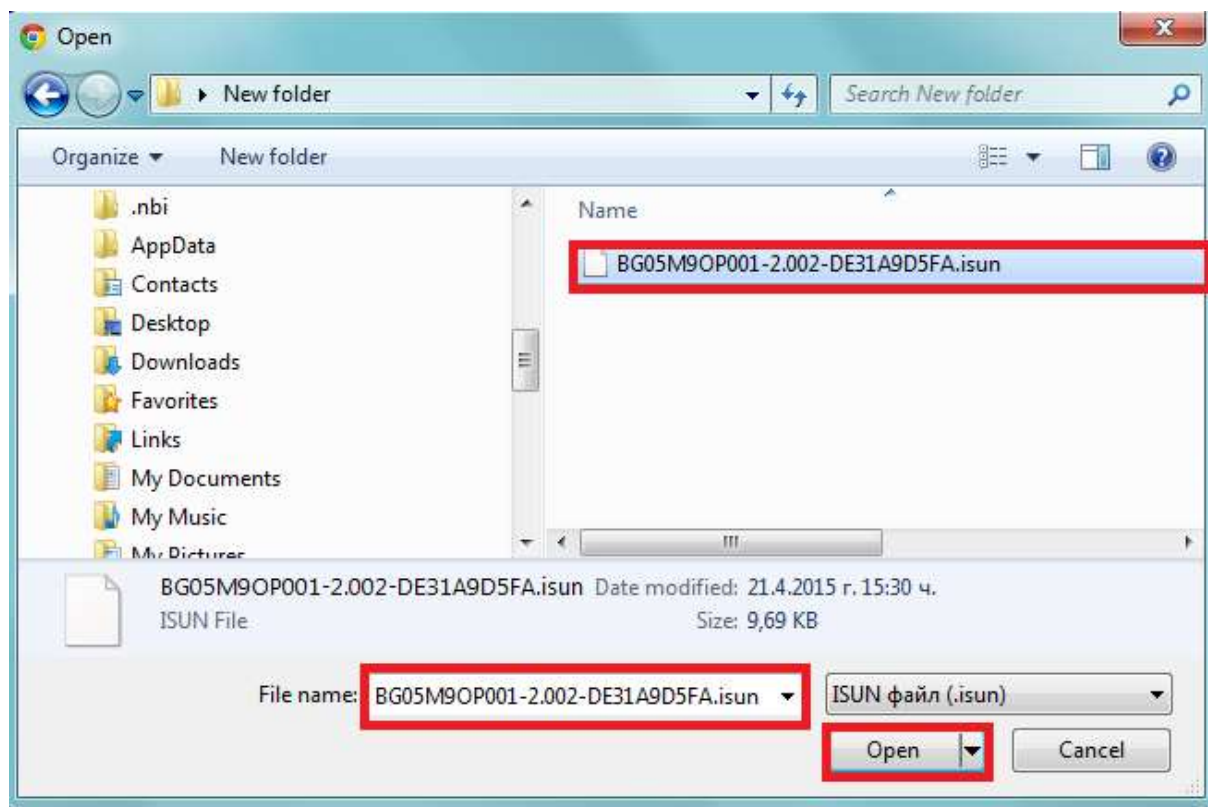 Open
New folder
Search New folder
Organize
New folder
.nbi
AppData
Contacts
Desktop
Downloads
Favorites
Links
My Documents
My Music
My Pictures
Name
BG05M9OP001-2.002-DE31A9D5FA.isun
BG05M9OP001-2.002-DE31A9D5FA.isun Date modified: 21.4.2015 г. 15:30 ч.
ISUN File Size: 9,69 KB
File name: BG05M9OP001-2.002-DE31A9D5FA.isun ISUN файл (.isun)
Open Cancel